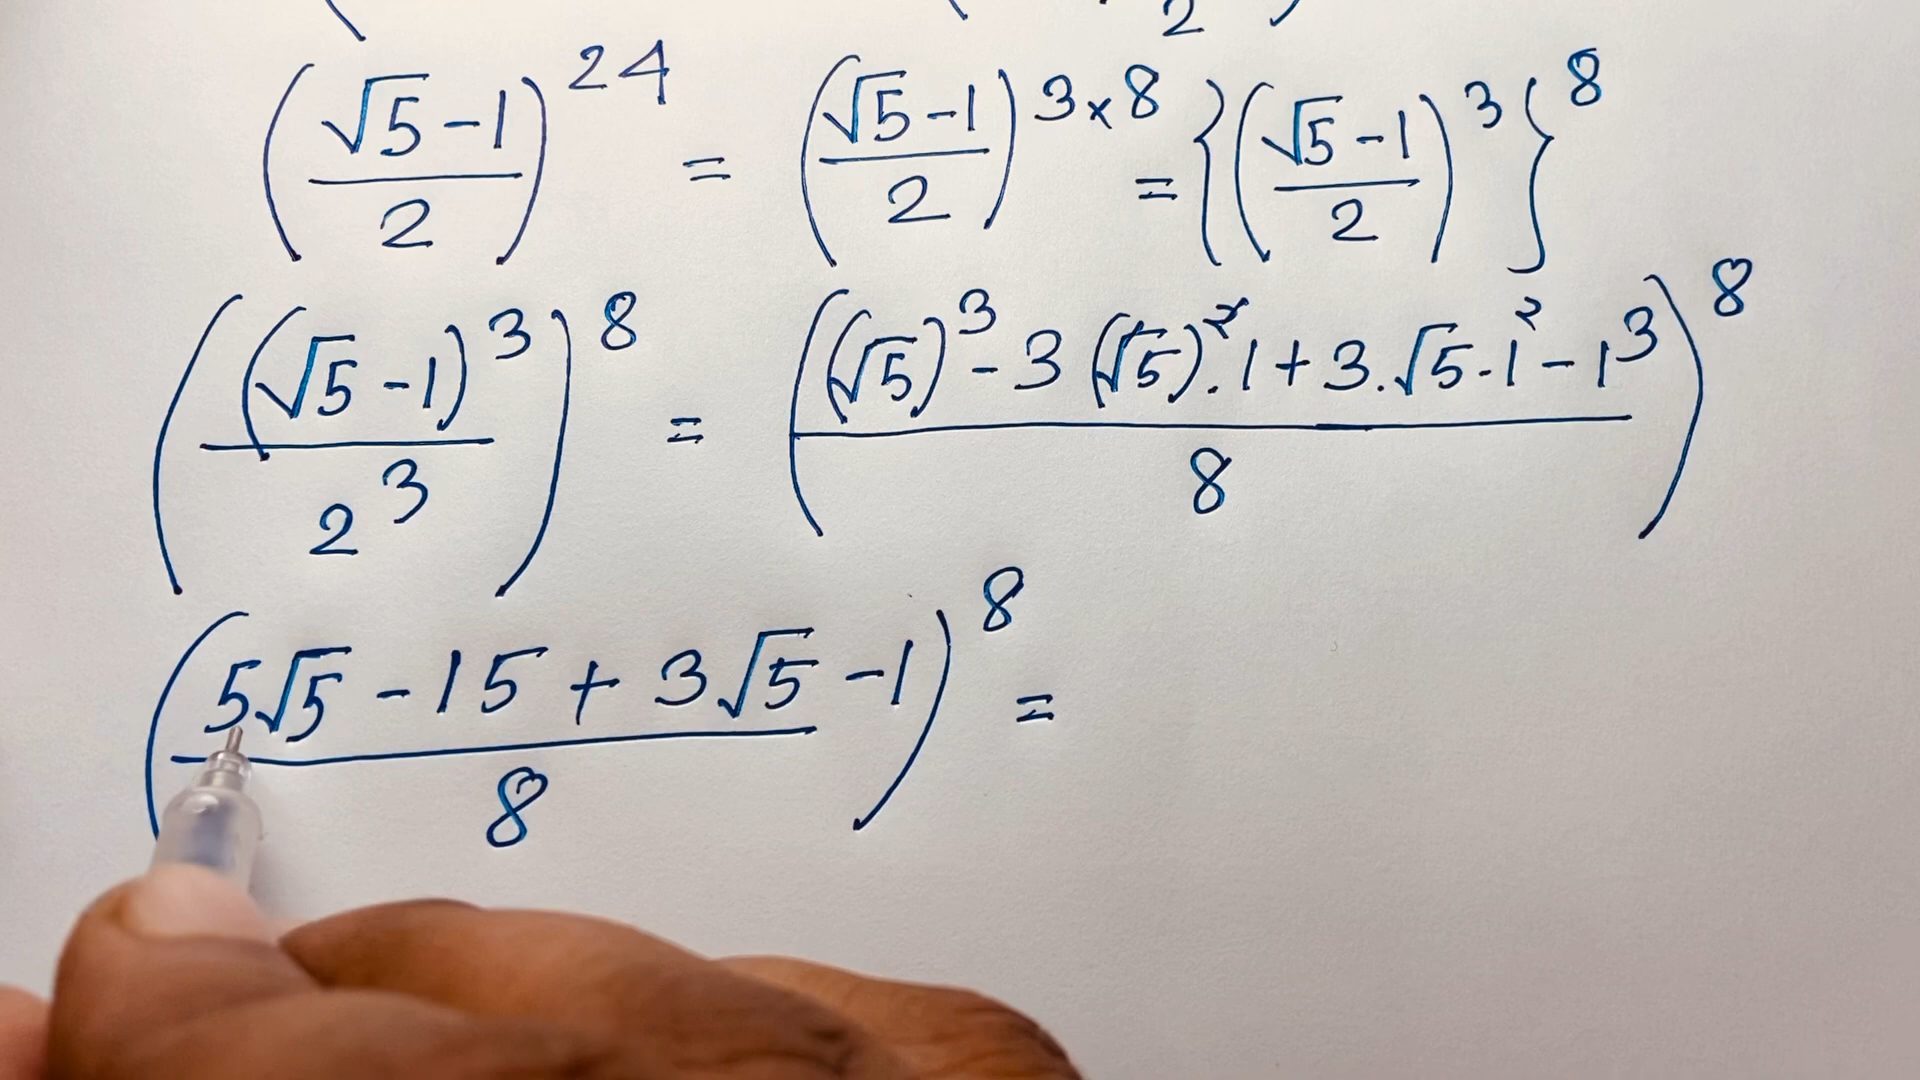 2
(√5-1/2)^24 = (√5-1/2)^3×8 = {(√5-1/2)^3}^8
((√5-1)^3/2^3)^8 = ((√5)^3-3(√5)^2.1+3.√5.1^2-1^3/8)^8
(5√5-15+3√5-1/8)^8 =